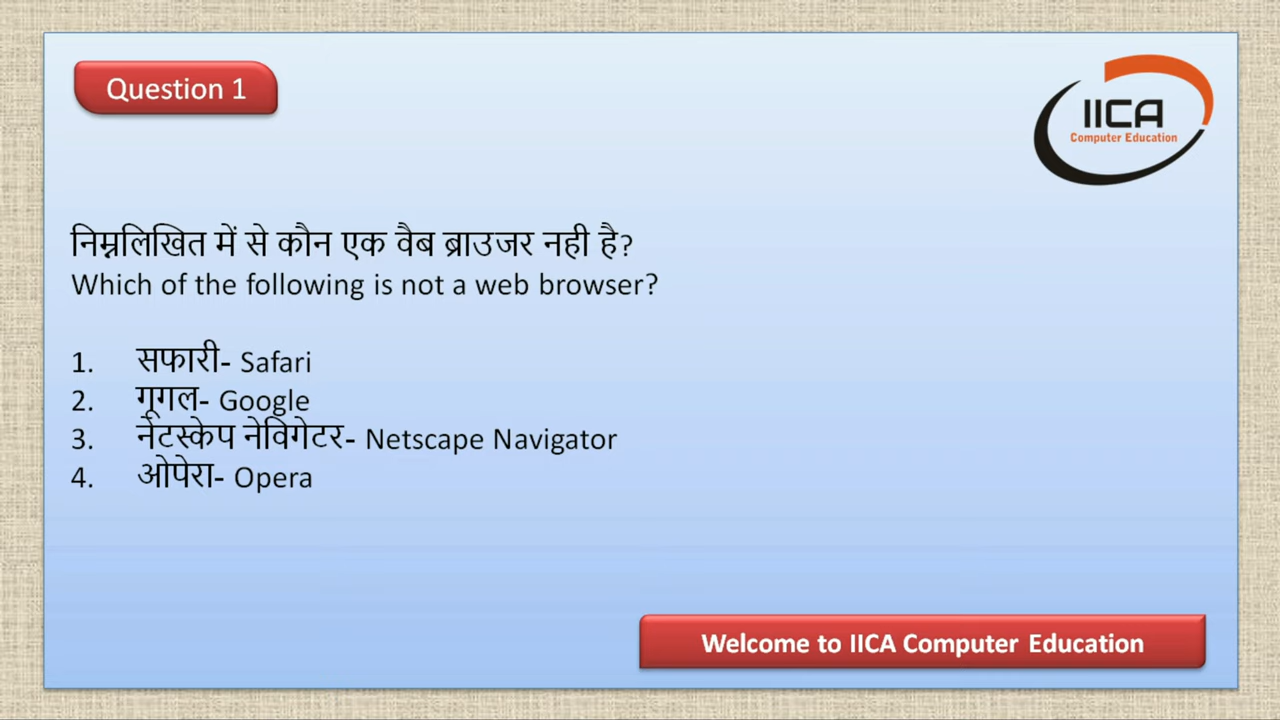 Question 1
IICA
Computer Education
निम्नलिखित में से कौन एक वैब ब्राउजर नही है?
Which of the following is not a web browser?
1. सफारी- Safari
2. गूगल- Google
3. नेटस्केप नेविगेटर- Netscape Navigator
4. ओपेरा- Opera
Welcome to IICA Computer Education